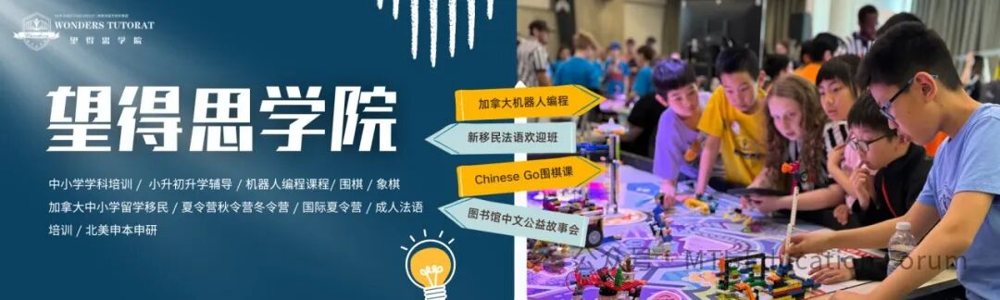 WONDERS TUTORAT
望得思学院
望得思学院
中小学学科培训 / 小升初升学辅导 / 机器人编程课程/ 围棋 / 象棋
加拿大中小学留学移民 / 夏令营秋令营冬令营 / 国际夏令营 / 成人法语
培训 / 北美申本申研
加拿大机器人编程
新移民法语欢迎班
Chinese Go围棋课
图书馆中文公益故事会
公众号：MTL Education Forum